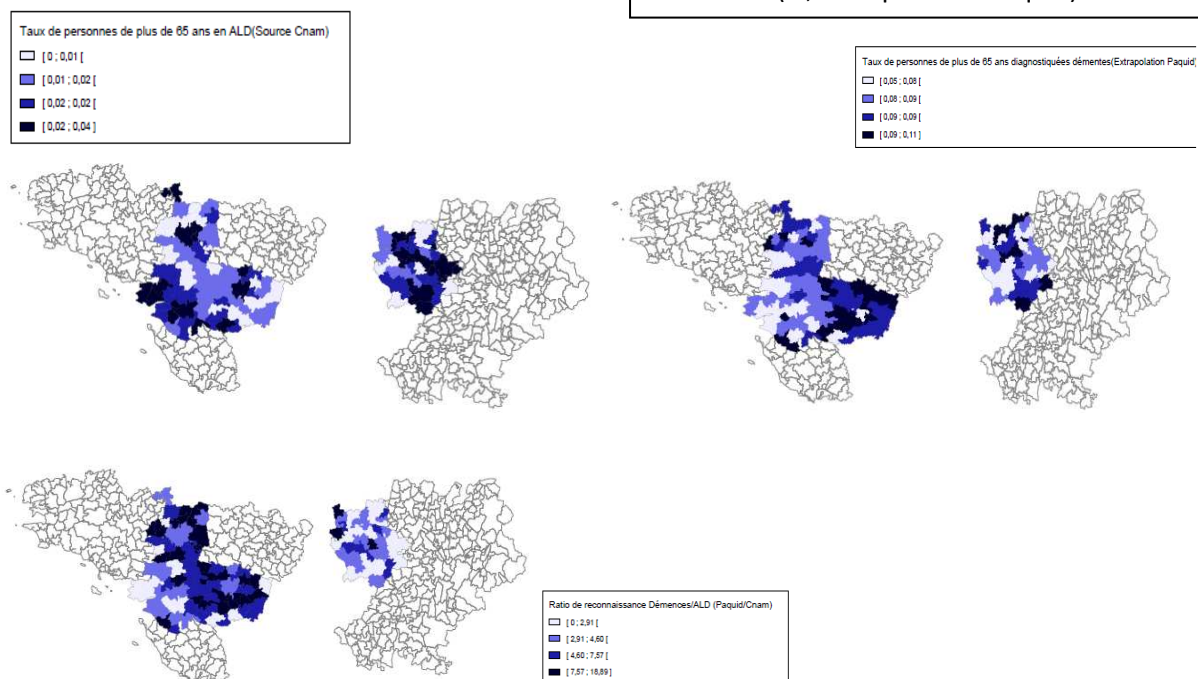 Taux de personnes de plus de 65 ans en ALD(Source Cnam)
[ 0 ; 0,01 [
[ 0,01 ; 0,02 [
[ 0,02 ; 0,02 [
[ 0,02 ; 0,04 ]
Taux de personnes de plus de 65 ans diagnostiquées démentes(Extrapolation Paquid)
[ 0,05 ; 0,08 [
[ 0,08 ; 0,09 [
[ 0,09 ; 0,09 [
[ 0,09 ; 0,11 ]
Ratio de reconnaissance Démences/ALD (Paquid/Cnam)
[ 0 ; 2,91 [
[ 2,91 ; 4,60 [
[ 4,60 ; 7,57 [
[ 7,57 ; 18,89 ]